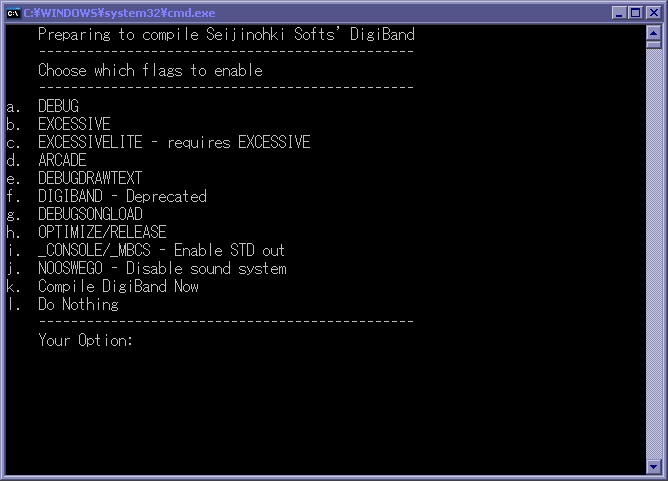 C:¥WINDOWS¥system32¥cmd.exe
Preparing to compile Seijinohki Softs' DigiBand
-----------------------------------------------
Choose which flags to enable
-----------------------------------------------
a. DEBUG
b. EXCESSIVE
c. EXCESSIVELITE - requires EXCESSIVE
d. ARCADE
e. DEBUGDRAWTEXT
f. DIGIBAND - Deprecated
g. DEBUGSONGLOAD
h. OPTIMIZE/RELEASE
i. _CONSOLE/_MBCS - Enable STD out
j. NOOSWEGO - Disable sound system
k. Compile DigiBand Now
l. Do Nothing
-----------------------------------------------
Your Option: